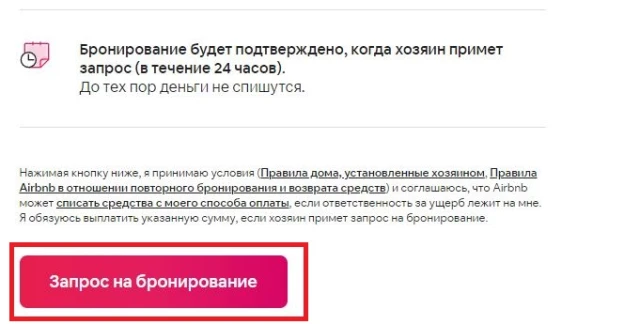 Бронирование будет подтверждено, когда хозяин примет
запрос (в течение 24 часов).
До тех пор деньги не спишутся.
Нажимая кнопку ниже, я принимаю условия (Правила дома, установленные хозяином, Правила
Airbnb в отношении повторного бронирования и возврата средств) и соглашаюсь, что Airbnb
может списать средства с моего способа оплаты, если ответственность за ущерб лежит на мне.
Я обязуюсь выплатить указанную сумму, если хозяин примет запрос на бронирование.
Запрос на бронирование